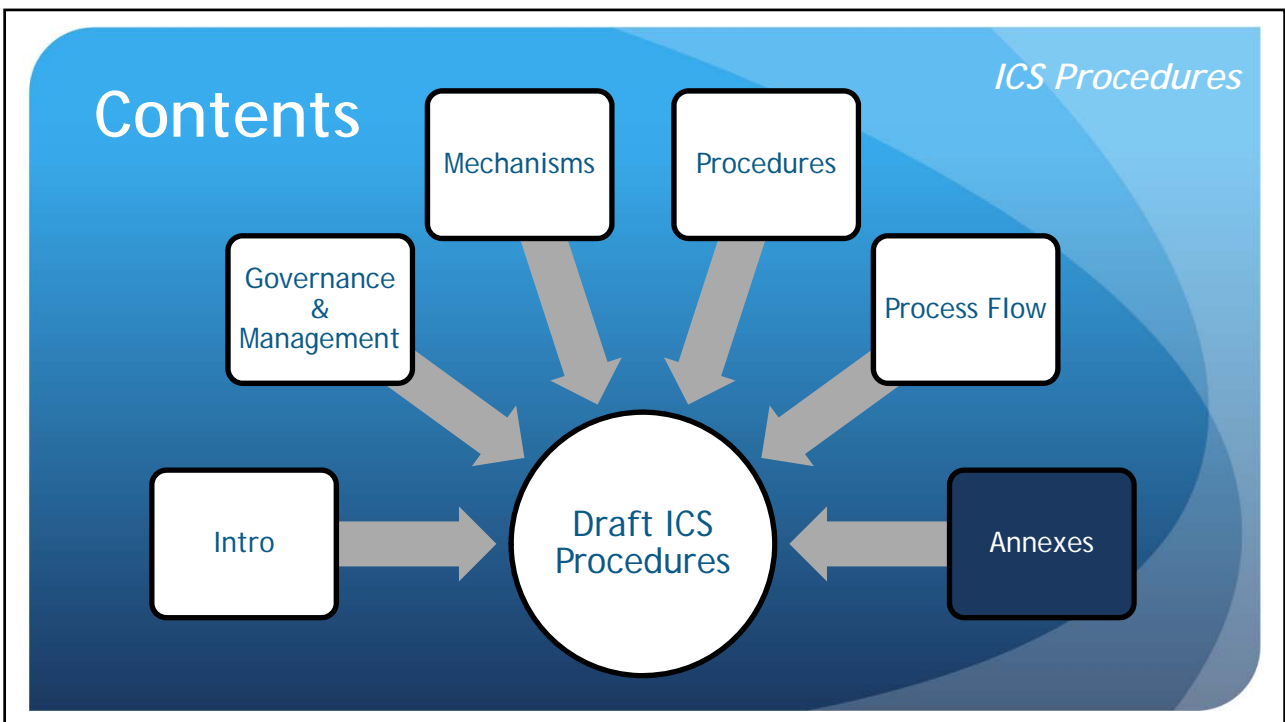 ICS Procedures
Contents
Mechanisms
Procedures
Governance
&
Management
Process Flow
Intro
Draft ICS
Procedures
Annexes